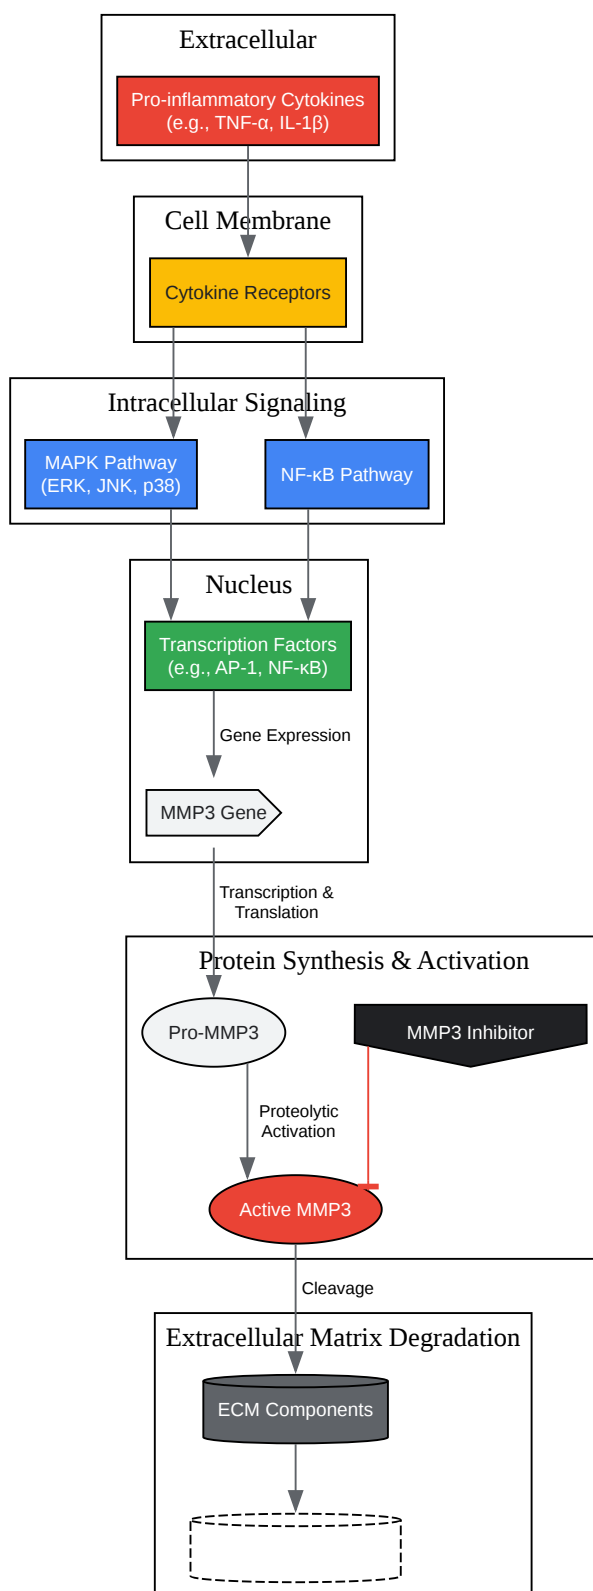 Extracellular
Pro-inflammatory Cytokines
(e.g., TNF-α, IL-1β)
Cell Membrane
Cytokine Receptors
Intracellular Signaling
MAPK Pathway
(ERK, JNK, p38)
NF-κB Pathway
Nucleus
Transcription Factors
(e.g., AP-1, NF-κB)
Gene Expression
MMP3 Gene
Transcription &
Translation
Protein Synthesis & Activation
Pro-MMP3
MMP3 Inhibitor
Proteolytic
Activation
Active MMP3
Cleavage
Extracellular Matrix Degradation
ECM Components